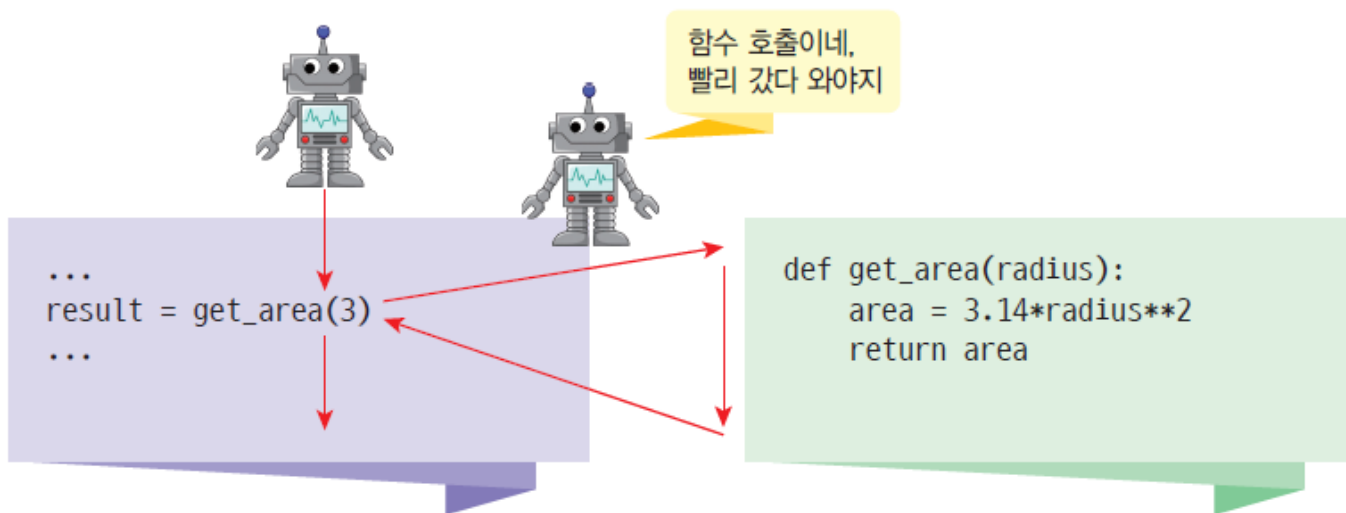 함수 호출이네,
빨리 갔다 와야지
...
result = get_area(3)
...
def get_area(radius):
    area = 3.14*radius**2
    return area